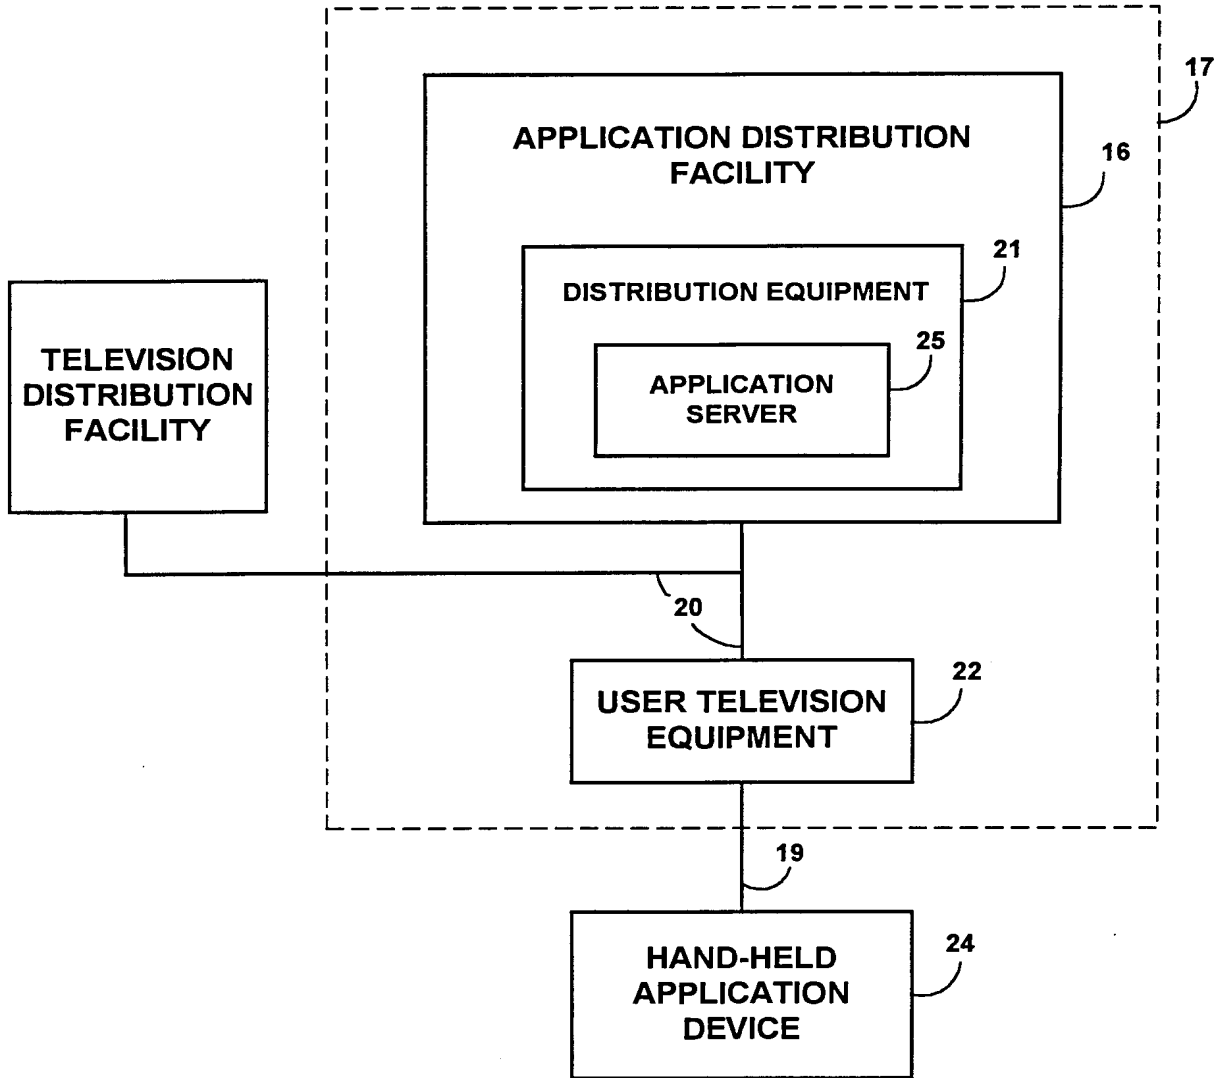 17
APPLICATION DISTRIBUTION
FACILITY
16
21
DISTRIBUTION EQUIPMENT
25
APPLICATION
SERVER
TELEVISION
DISTRIBUTION
FACILITY
20
22
USER TELEVISION
EQUIPMENT
19
24
HAND-HELD
APPLICATION
DEVICE